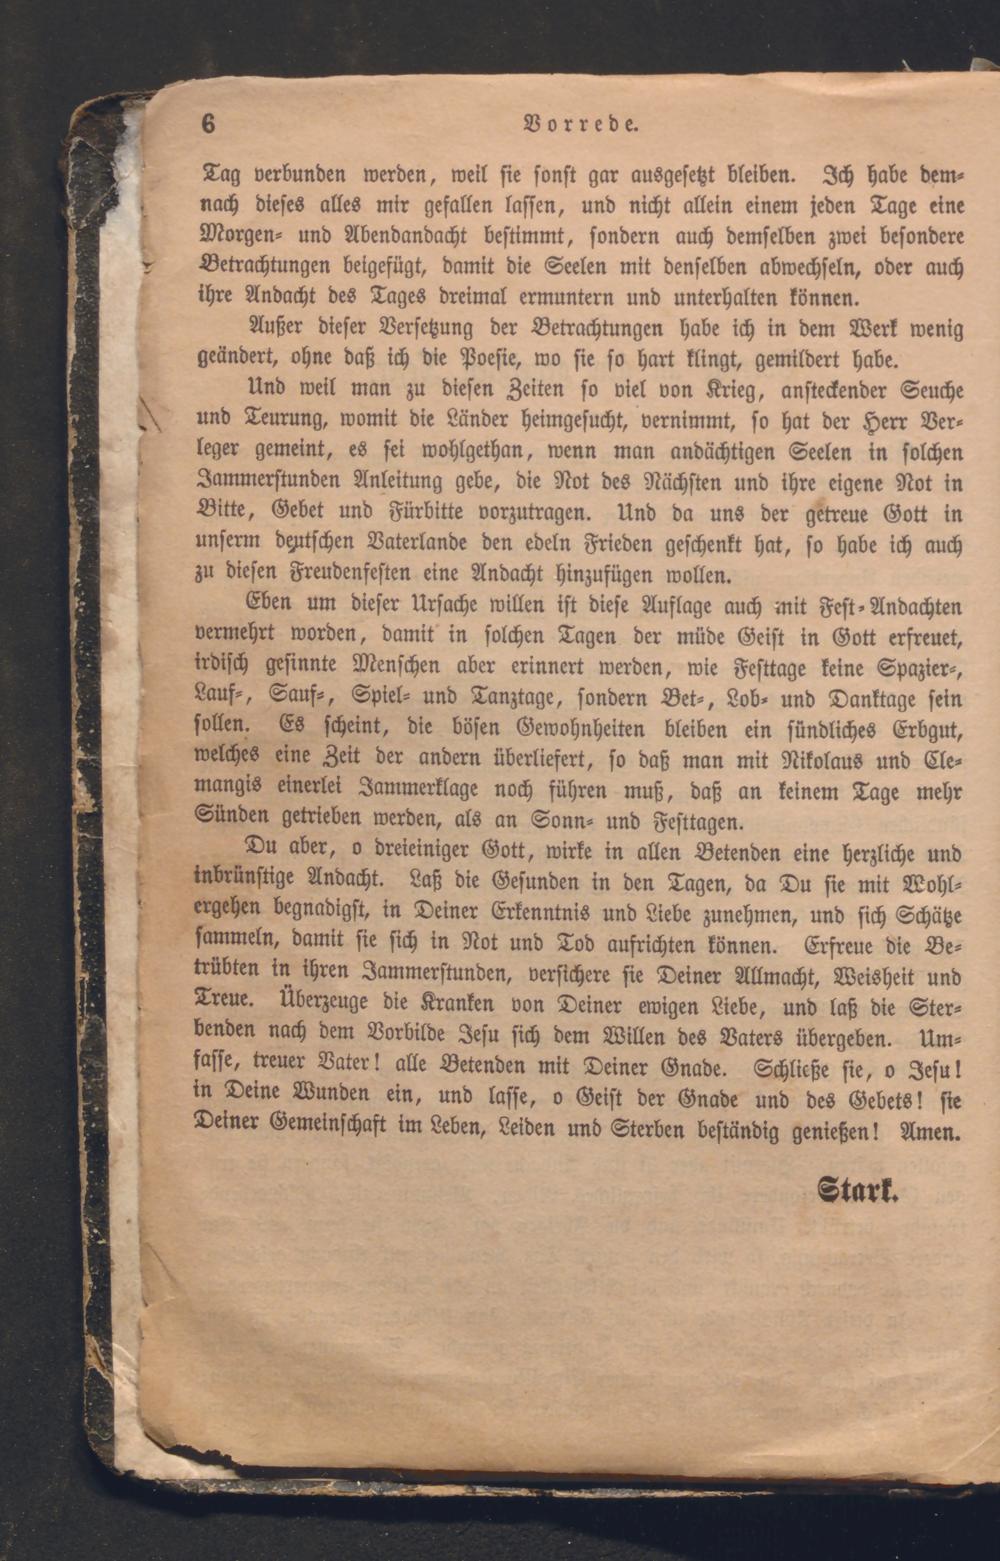 6 Vorrede.
Tag verbunden werden, weil sie sonst gar ausgesetzt bleiben. Ich habe dem-
nach dieses alles mir gefallen lassen, und nicht allein einem jeden Tage eine
Morgen- und Abendandacht bestimmt, sondern auch demselben zwei besondere
Betrachtungen beigefügt, damit die Seelen mit denselben abwechseln, oder auch
ihre Andacht des Tages dreimal ermuntern und unterhalten können.
Außer dieser Versetzung der Betrachtungen habe ich in dem Werk wenig
geändert, ohne daß ich die Poesie, wo sie so hart klingt, gemildert habe.
Und weil man zu diesen Zeiten so viel von Krieg, ansteckender Seuche
und Teurung, womit die Länder heimgesucht, vernimmt, so hat der Herr Ver-
leger gemeint, es sei wohlgethan, wenn man andächtigen Seelen in solchen
Jammerstunden Anleitung gebe, die Not des Nächsten und ihre eigene Not in
Bitte, Gebet und Fürbitte vorzutragen. Und da uns der getreue Gott in
unserm deutschen Vaterlande den edeln Frieden geschenkt hat, so habe ich auch
zu diesen Freudenfesten eine Andacht hinzufügen wollen.
Eben um dieser Ursache willen ist diese Auflage auch mit Fest-Andachten
vermehrt worden, damit in solchen Tagen der müde Geist in Gott erfreuet,
irdisch gesinnte Menschen aber erinnert werden, wie Festtage keine Spazier-,
Lauf-, Sauf-, Spiel- und Tanztage, sondern Bet-, Lob- und Danktage sein
sollen. Es scheint, die bösen Gewohnheiten bleiben ein sündliches Erbgut,
welches eine Zeit der andern überliefert, so daß man mit Nikolaus und Cle-
mangis einerlei Jammerklage noch führen muß, daß an keinem Tage mehr
Sünden getrieben werden, als an Sonn- und Festtagen.
Du aber, o dreieiniger Gott, wirke in allen Betenden eine herzliche und
inbrünstige Andacht. Laß die Gesunden in den Tagen, da Du sie mit Wohl-
ergehen begnadigst, in Deiner Erkenntnis und Liebe zunehmen, und sich Schätze
sammeln, damit sie sich in Not und Tod aufrichten können. Erfreue die Be-
trübten in ihren Jammerstunden, versichere sie Deiner Allmacht, Weisheit und
Treue. Überzeuge die Kranken von Deiner ewigen Liebe, und laß die Ster-
benden nach dem Vorbilde Jesu sich dem Willen des Vaters übergeben. Um-
fasse, treuer Vater! alle Betenden mit Deiner Gnade. Schließe sie, o Jesu!
in Deine Wunden ein, und lasse, o Geist der Gnade und des Gebets! sie
Deiner Gemeinschaft im Leben, Leiden und Sterben beständig genießen! Amen.
Stark.